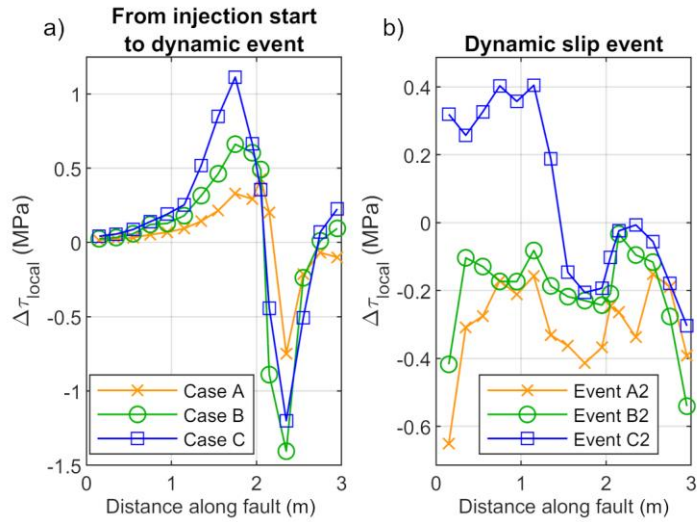 a)
From injection start
to dynamic event
Δτlocal (MPa)
1
0.5
0
-0.5
-1
-1.5
Case A
Case B
Case C
0
1
2
3
Distance along fault (m)
b)
Dynamic slip event
Δτlocal (MPa)
0.4
0.2
0
-0.2
-0.4
-0.6
Event A2
Event B2
Event C2
0
1
2
3
Distance along fault (m)